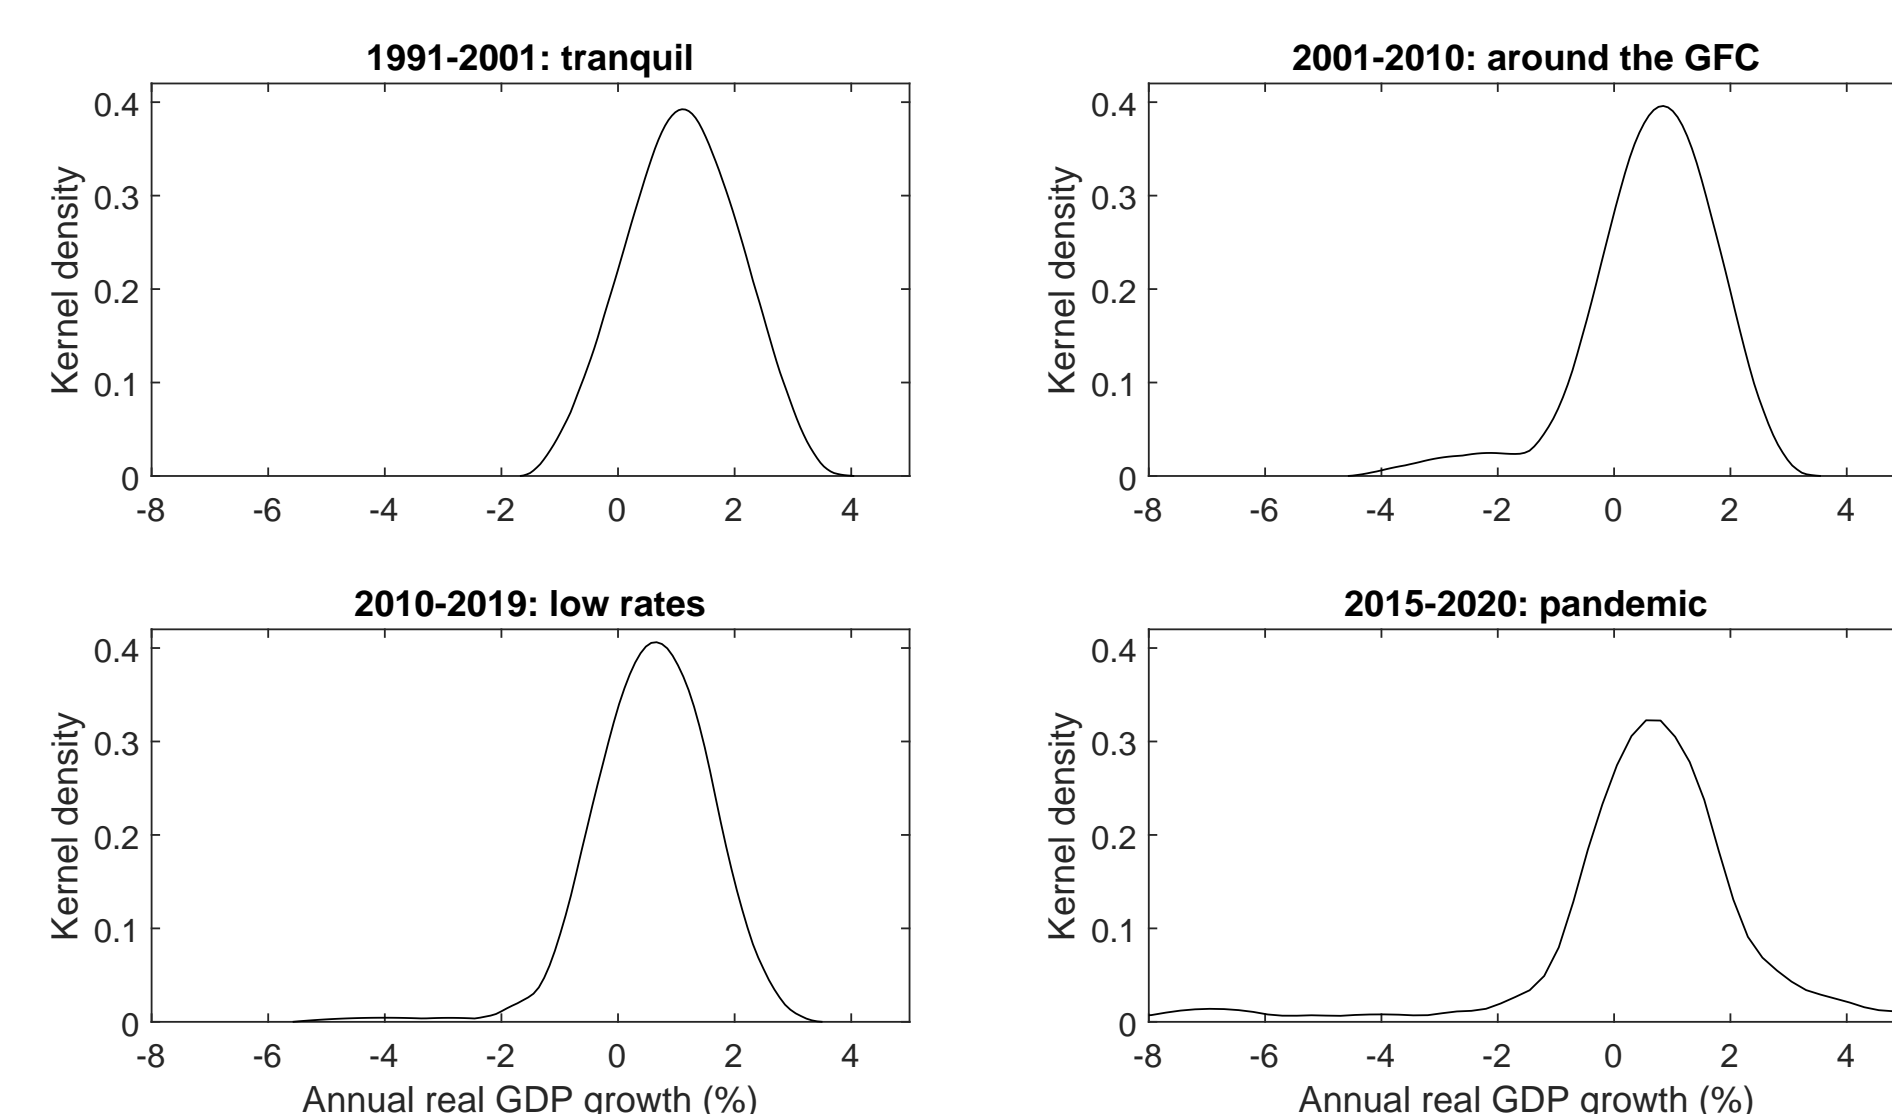 1991-2001: tranquil
Kernel density
0.4
0.3
0.2
0.1
0
-8 -6 -4 -2 0 2 4
2001-2010: around the GFC
Kernel density
0.4
0.3
0.2
0.1
0
-8 -6 -4 -2 0 2 4
2010-2019: low rates
Kernel density
0.4
0.3
0.2
0.1
0
-8 -6 -4 -2 0 2 4
Annual real GDP growth (%)
2015-2020: pandemic
Kernel density
0.4
0.3
0.2
0.1
0
-8 -6 -4 -2 0 2 4
Annual real GDP growth (%)